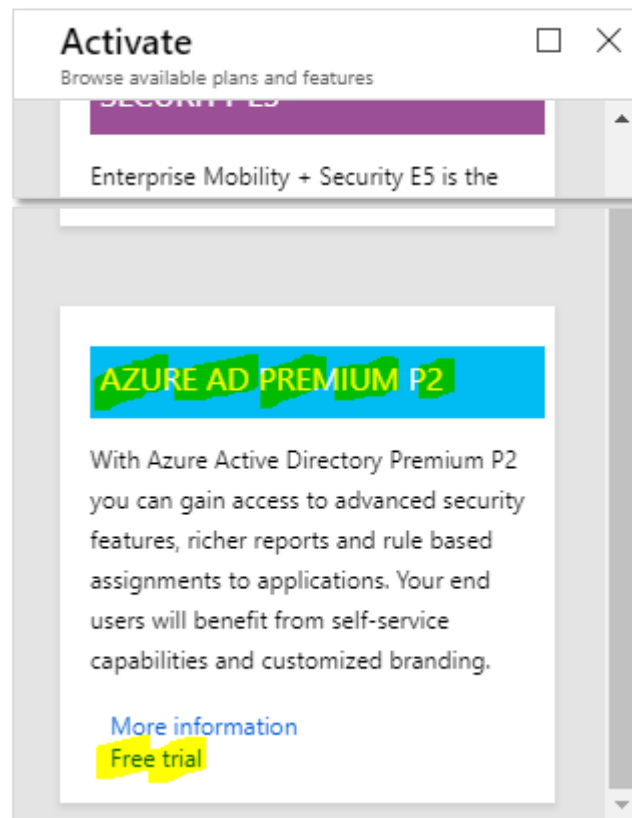 Activate
Browse available plans and features
SECURITY E5
Enterprise Mobility + Security E5 is the
AZURE AD PREMIUM P2
With Azure Active Directory Premium P2
you can gain access to advanced security
features, richer reports and rule based
assignments to applications. Your end
users will benefit from self-service
capabilities and customized branding.
More information
Free trial